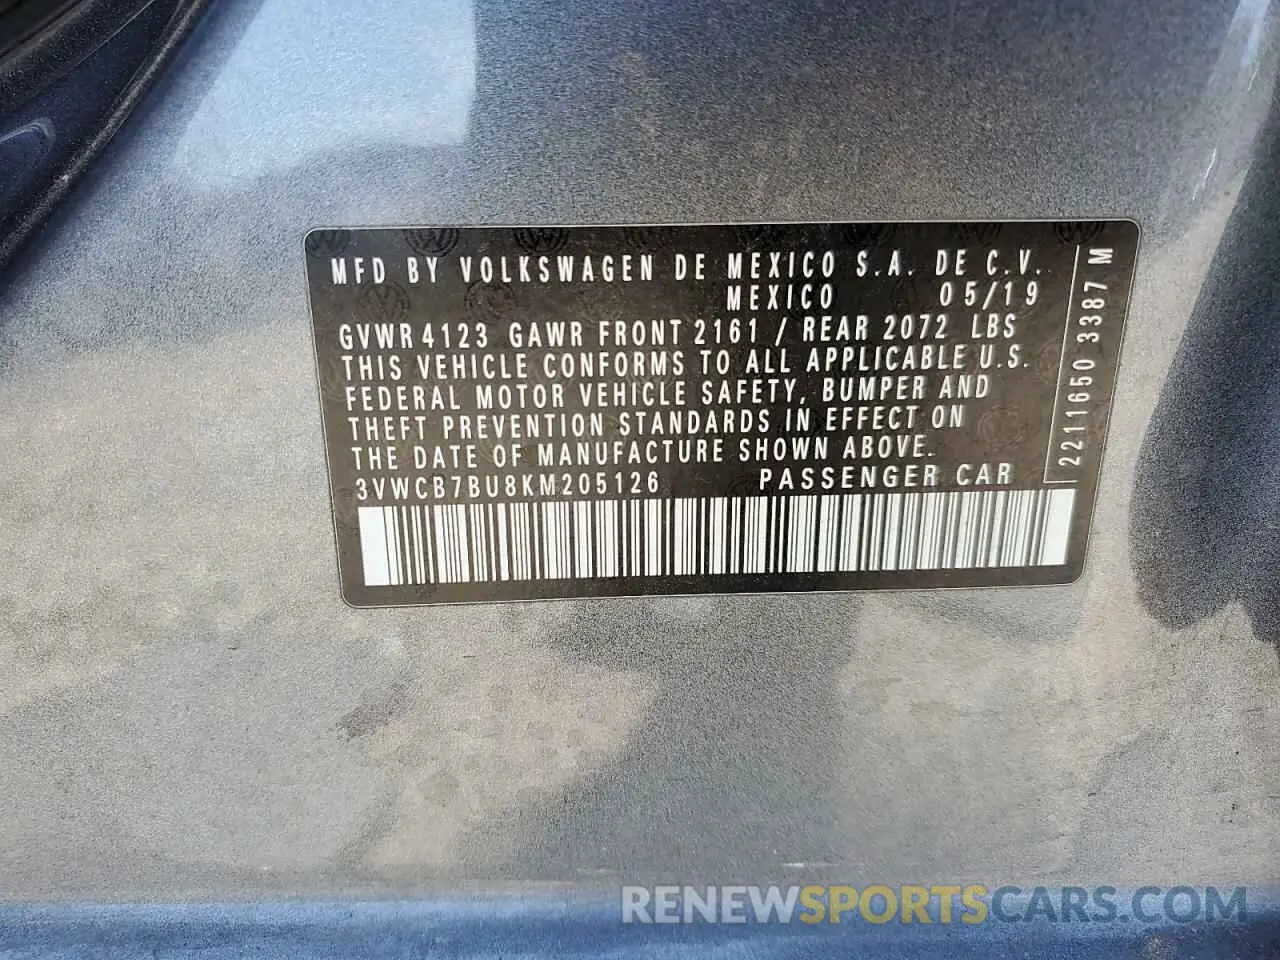 MFD BY VOLKSWAGEN DE MEXICO S.A. DE C.V.
MEXICO 05/19
GVWR 4123 GAWR FRONT 2161 / REAR 2072 LBS
THIS VEHICLE CONFORMS TO ALL APPLICABLE U.S.
FEDERAL MOTOR VEHICLE SAFETY, BUMPER AND
THEFT PREVENTION STANDARDS IN EFFECT ON
THE DATE OF MANUFACTURE SHOWN ABOVE.
3VWCB7BU8KM205126 PASSENGER CAR
2211650 3387 M
RENEWSPORTSCARS.COM